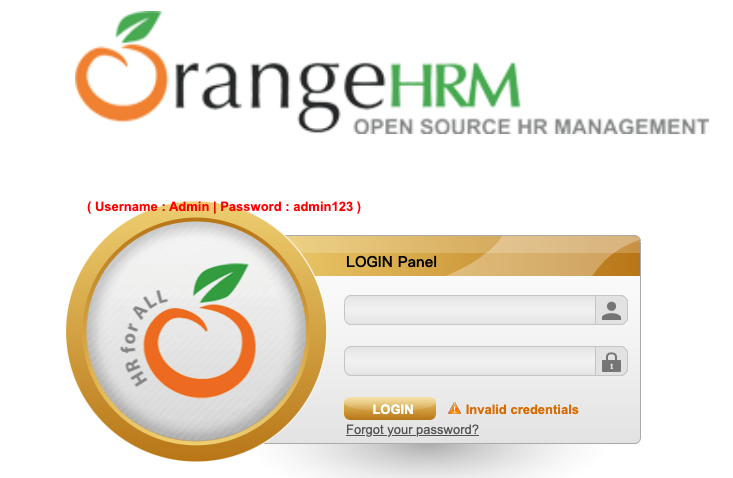 OrangeHRM
OPEN SOURCE HR MANAGEMENT
( Username : Admin | Password : admin123 )
LOGIN Panel
HR for ALL
LOGIN
Invalid credentials
Forgot your password?